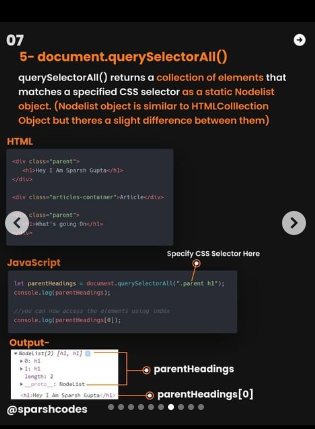 07
5- document.querySelectorAll()
querySelectorAll() returns a collection of elements that
matches a specified CSS selector as a static Nodelist
object. (Nodelist object is similar to HTMLColllection
Object but theres a slight difference between them)
HTML
<div class="parent">
<h1>Hey I Am Sparsh Gupta</h1>
</div>
<div class="articles-container">Article</div>
<div class="parent">
<h1>What's going On</h1>
</div>
Specify CSS Selector Here
JavaScript
let parentHeadings = document.querySelectorAll(".parent h1");
console.log(parentHeadings);
//you can now access the elements using index
console.log(parentHeadings[0]);
Output-
NodeList(2) [h1, h1]
0: h1
1: h1
length: 2
__proto__: NodeList
parentHeadings
<h1>Hey I Am Sparsh Gupta</h1>
parentHeadings[0]
@sparshcodes